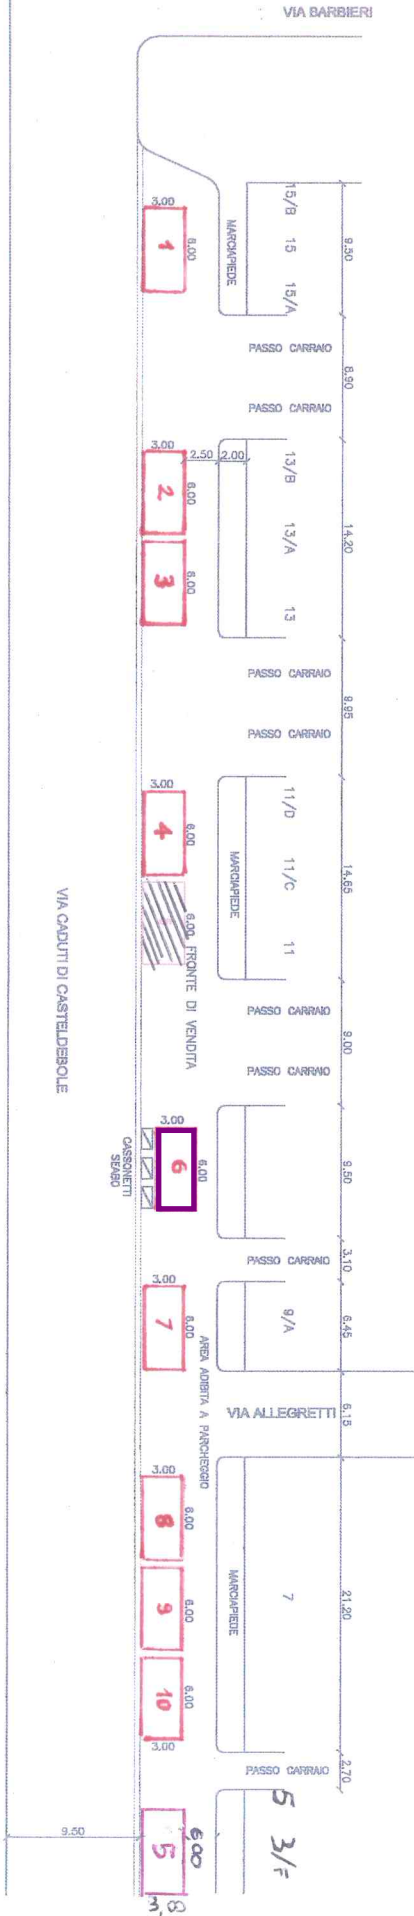 VIA BARBIERI
15/B 15 15/A
9.50
3.00
6.00
1
MARCIAPIEDE
PASSO CARRAIO
8.90
PASSO CARRAIO
3.00
2.50 2.00
13/B 13/A 13
14.20
2
6.00
3
6.00
PASSO CARRAIO
9.95
PASSO CARRAIO
3.00
11/D 11/C 11
14.65
4
6.00
MARCIAPIEDE
6.00
FRONTE DI VENDITA
VIA CADUTI DI CASTELDEBOLE
PASSO CARRAIO
9.00
PASSO CARRAIO
3.00
6
6.00
9.50
CASSONETTI
SEABO
PASSO CARRAIO
3.10
3.00
7
6.00
9/A
6.45
AREA ADIBITA A PARCHEGGIO
VIA ALLEGRETTI
6.15
3.00
8
6.00
9
6.00
10
6.00
3.00
MARCIAPIEDE
7
21.20
PASSO CARRAIO
2.70
5 3/F
9.50
5
6,00